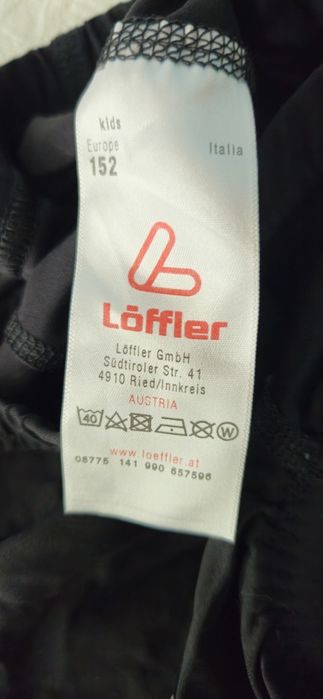 kids
Europe Italia
152
Löffler
Löffler GmbH
Südtiroler Str. 41
4910 Ried/Innkreis
AUSTRIA
40 W
www.loeffler.at
08775 141 990 657596